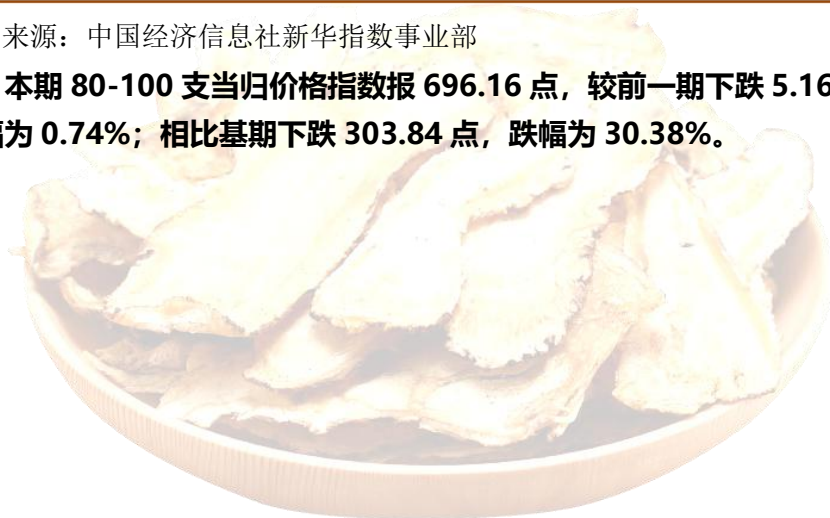 来源：中国经济信息社新华指数事业部
本期 80-100 支当归价格指数报 696.16 点，较前一期下跌 5.16
幅为 0.74%；相比基期下跌 303.84 点，跌幅为 30.38%。